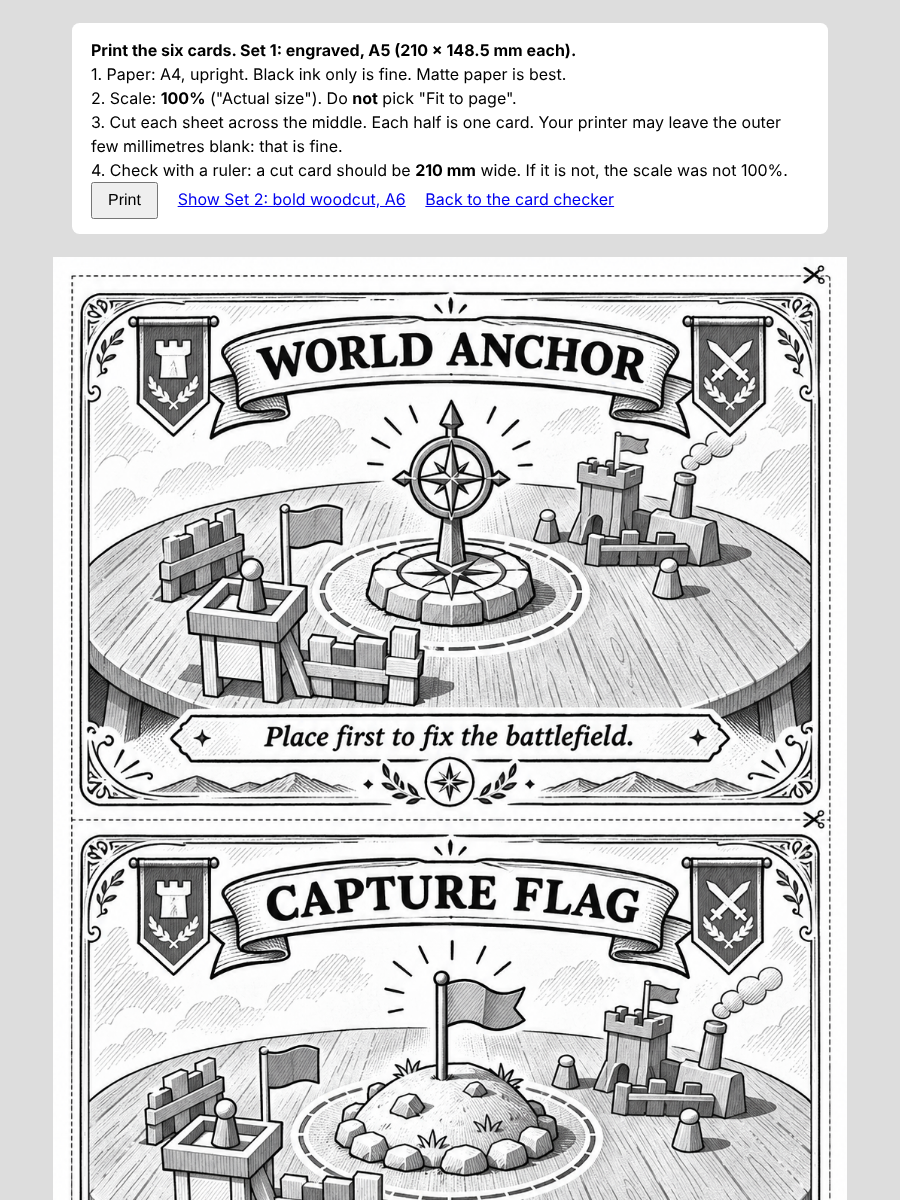 Print the six cards. Set 1: engraved, A5 (210 × 148.5 mm each).
1. Paper: A4, upright. Black ink only is fine. Matte paper is best.
2. Scale: 100% ("Actual size"). Do not pick "Fit to page".
3. Cut each sheet across the middle. Each half is one card. Your printer may leave the outer
few millimetres blank: that is fine.
4. Check with a ruler: a cut card should be 210 mm wide. If it is not, the scale was not 100%.
Print Show Set 2: bold woodcut, A6 Back to the card checker
WORLD ANCHOR
Place first to fix the battlefield.
CAPTURE FLAG